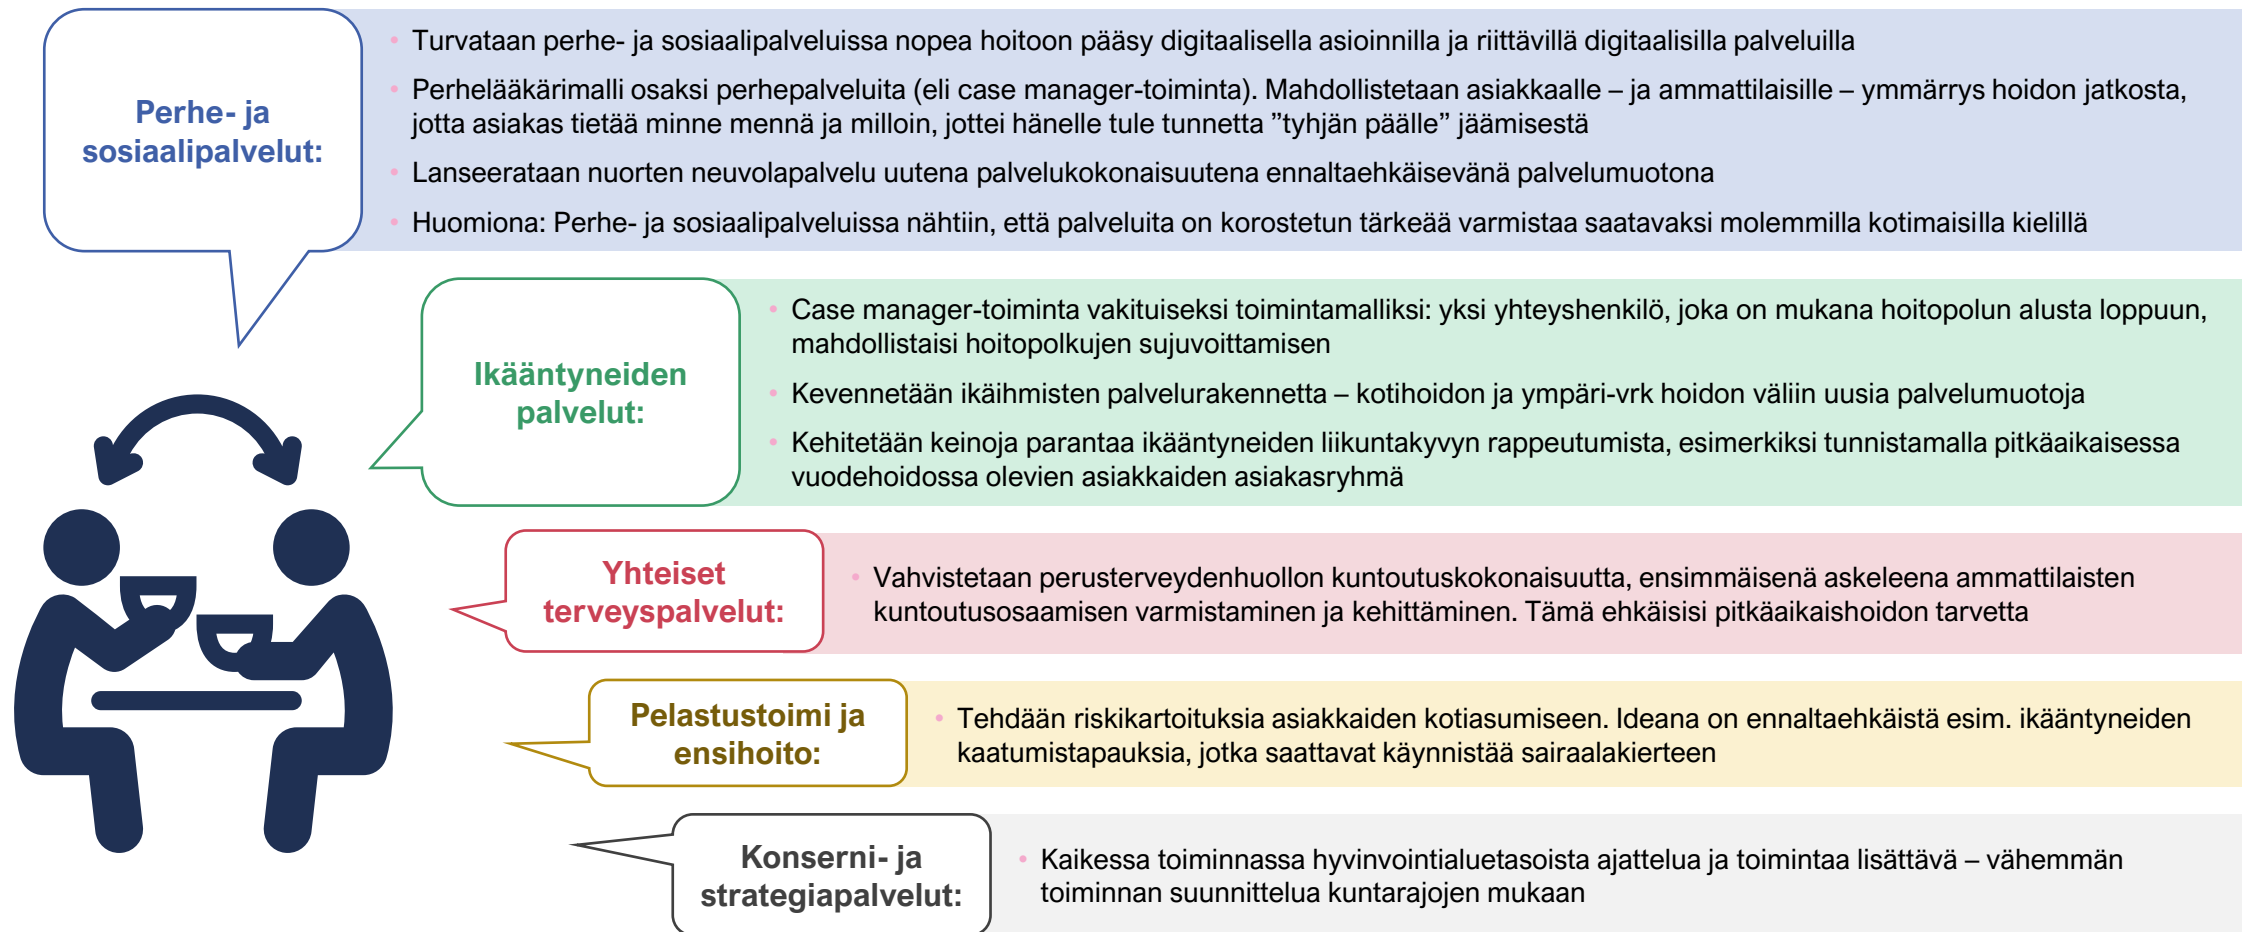 Perhe- ja
sosiaalipalvelut:
• Turvataan perhe- ja sosiaalipalveluissa nopea hoitoon pääsy digitaalisella asioinnilla ja riittävillä digitaalisilla palveluilla
• Perhelääkärimalli osaksi perhepalveluita (eli case manager-toiminta). Mahdollistetaan asiakkaalle – ja ammattilaisille – ymmärrys hoidon jatkosta,
jotta asiakas tietää minne mennä ja milloin, jottei hänelle tule tunnetta ”tyhjän päälle” jäämisestä
• Lanseerataan nuorten neuvolapalvelu uutena palvelukokonaisuutena ennaltaehkäisevänä palvelumuotona
• Huomiona: Perhe- ja sosiaalipalveluissa nähtiin, että palveluita on korostetun tärkeää varmistaa saatavaksi molemmilla kotimaisilla kielillä
Ikääntyneiden
palvelut:
• Case manager-toiminta vakituiseksi toimintamalliksi: yksi yhteyshenkilö, joka on mukana hoitopolun alusta loppuun,
mahdollistaisi hoitopolkujen sujuvoittamisen
• Kevennetään ikäihmisten palvelurakennetta – kotihoidon ja ympäri-vrk hoidon väliin uusia palvelumuotoja
• Kehitetään keinoja parantaa ikääntyneiden liikuntakyvyn rappeutumista, esimerkiksi tunnistamalla pitkäaikaisessa
vuodehoidossa olevien asiakkaiden asiakasryhmä
Yhteiset
terveyspalvelut:
• Vahvistetaan perusterveydenhuollon kuntoutuskokonaisuutta, ensimmäisenä askeleena ammattilaisten
kuntoutusosaamisen varmistaminen ja kehittäminen. Tämä ehkäisisi pitkäaikaishoidon tarvetta
Pelastustoimi ja
ensihoito:
• Tehdään riskikartoituksia asiakkaiden kotiasumiseen. Ideana on ennaltaehkäistä esim. ikääntyneiden
kaatumistapauksia, jotka saattavat käynnistää sairaalakierteen
Konserni- ja
strategiapalvelut:
• Kaikessa toiminnassa hyvinvointialuetasoista ajattelua ja toimintaa lisättävä – vähemmän
toiminnan suunnittelua kuntarajojen mukaan